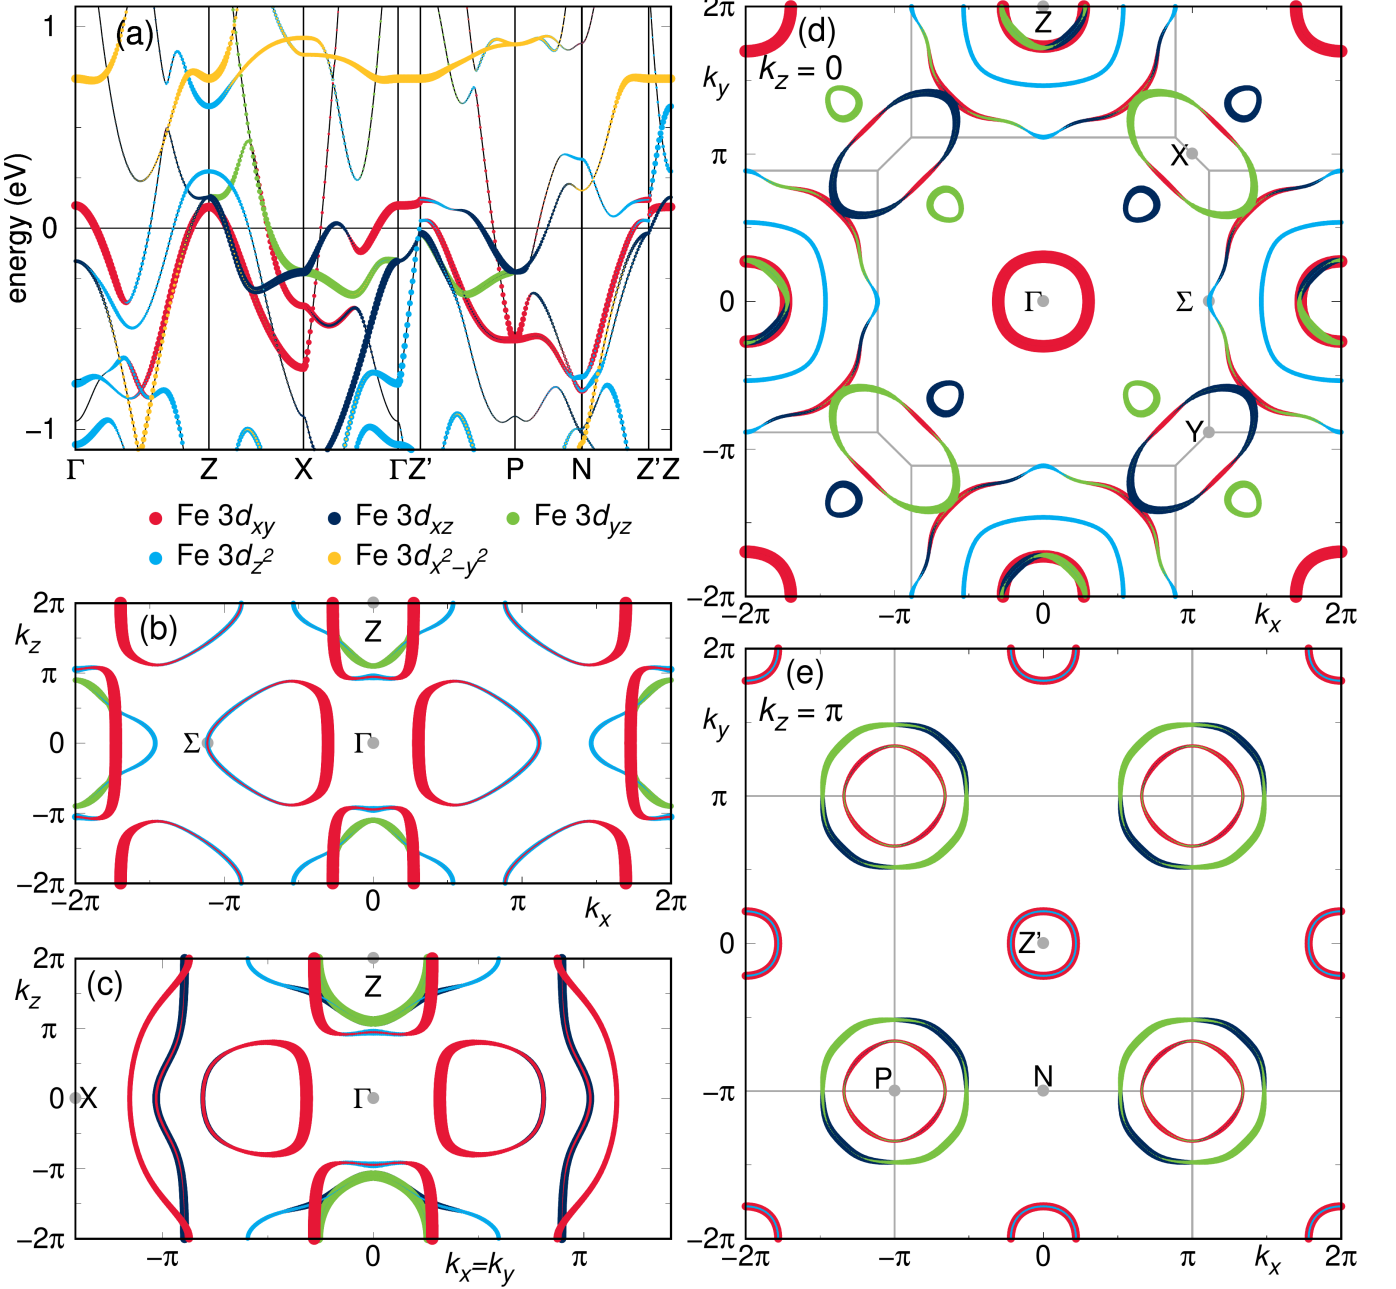 (a)
energy (eV)
1
0
−1
Γ Z X Γ Z' P N Z' Z
Fe 3dxy Fe 3dxz Fe 3dyz
Fe 3dz2 Fe 3dx2−y2
(b)
kz
2π
π
0
−π
−2π
Z
Σ Γ
−2π −π 0 π 2π
kx
(c)
kz
2π
π
0
−π
−2π
Z
X Γ
−π 0 π
kx=ky
(d)
kz = 0
ky
2π
π
0
−π
−2π
Z
X
Γ Σ
Y
−2π −π 0 π 2π
kx
(e)
kz = π
ky
2π
π
0
−π
−2π
Z'
P N
−2π −π 0 π 2π
kx